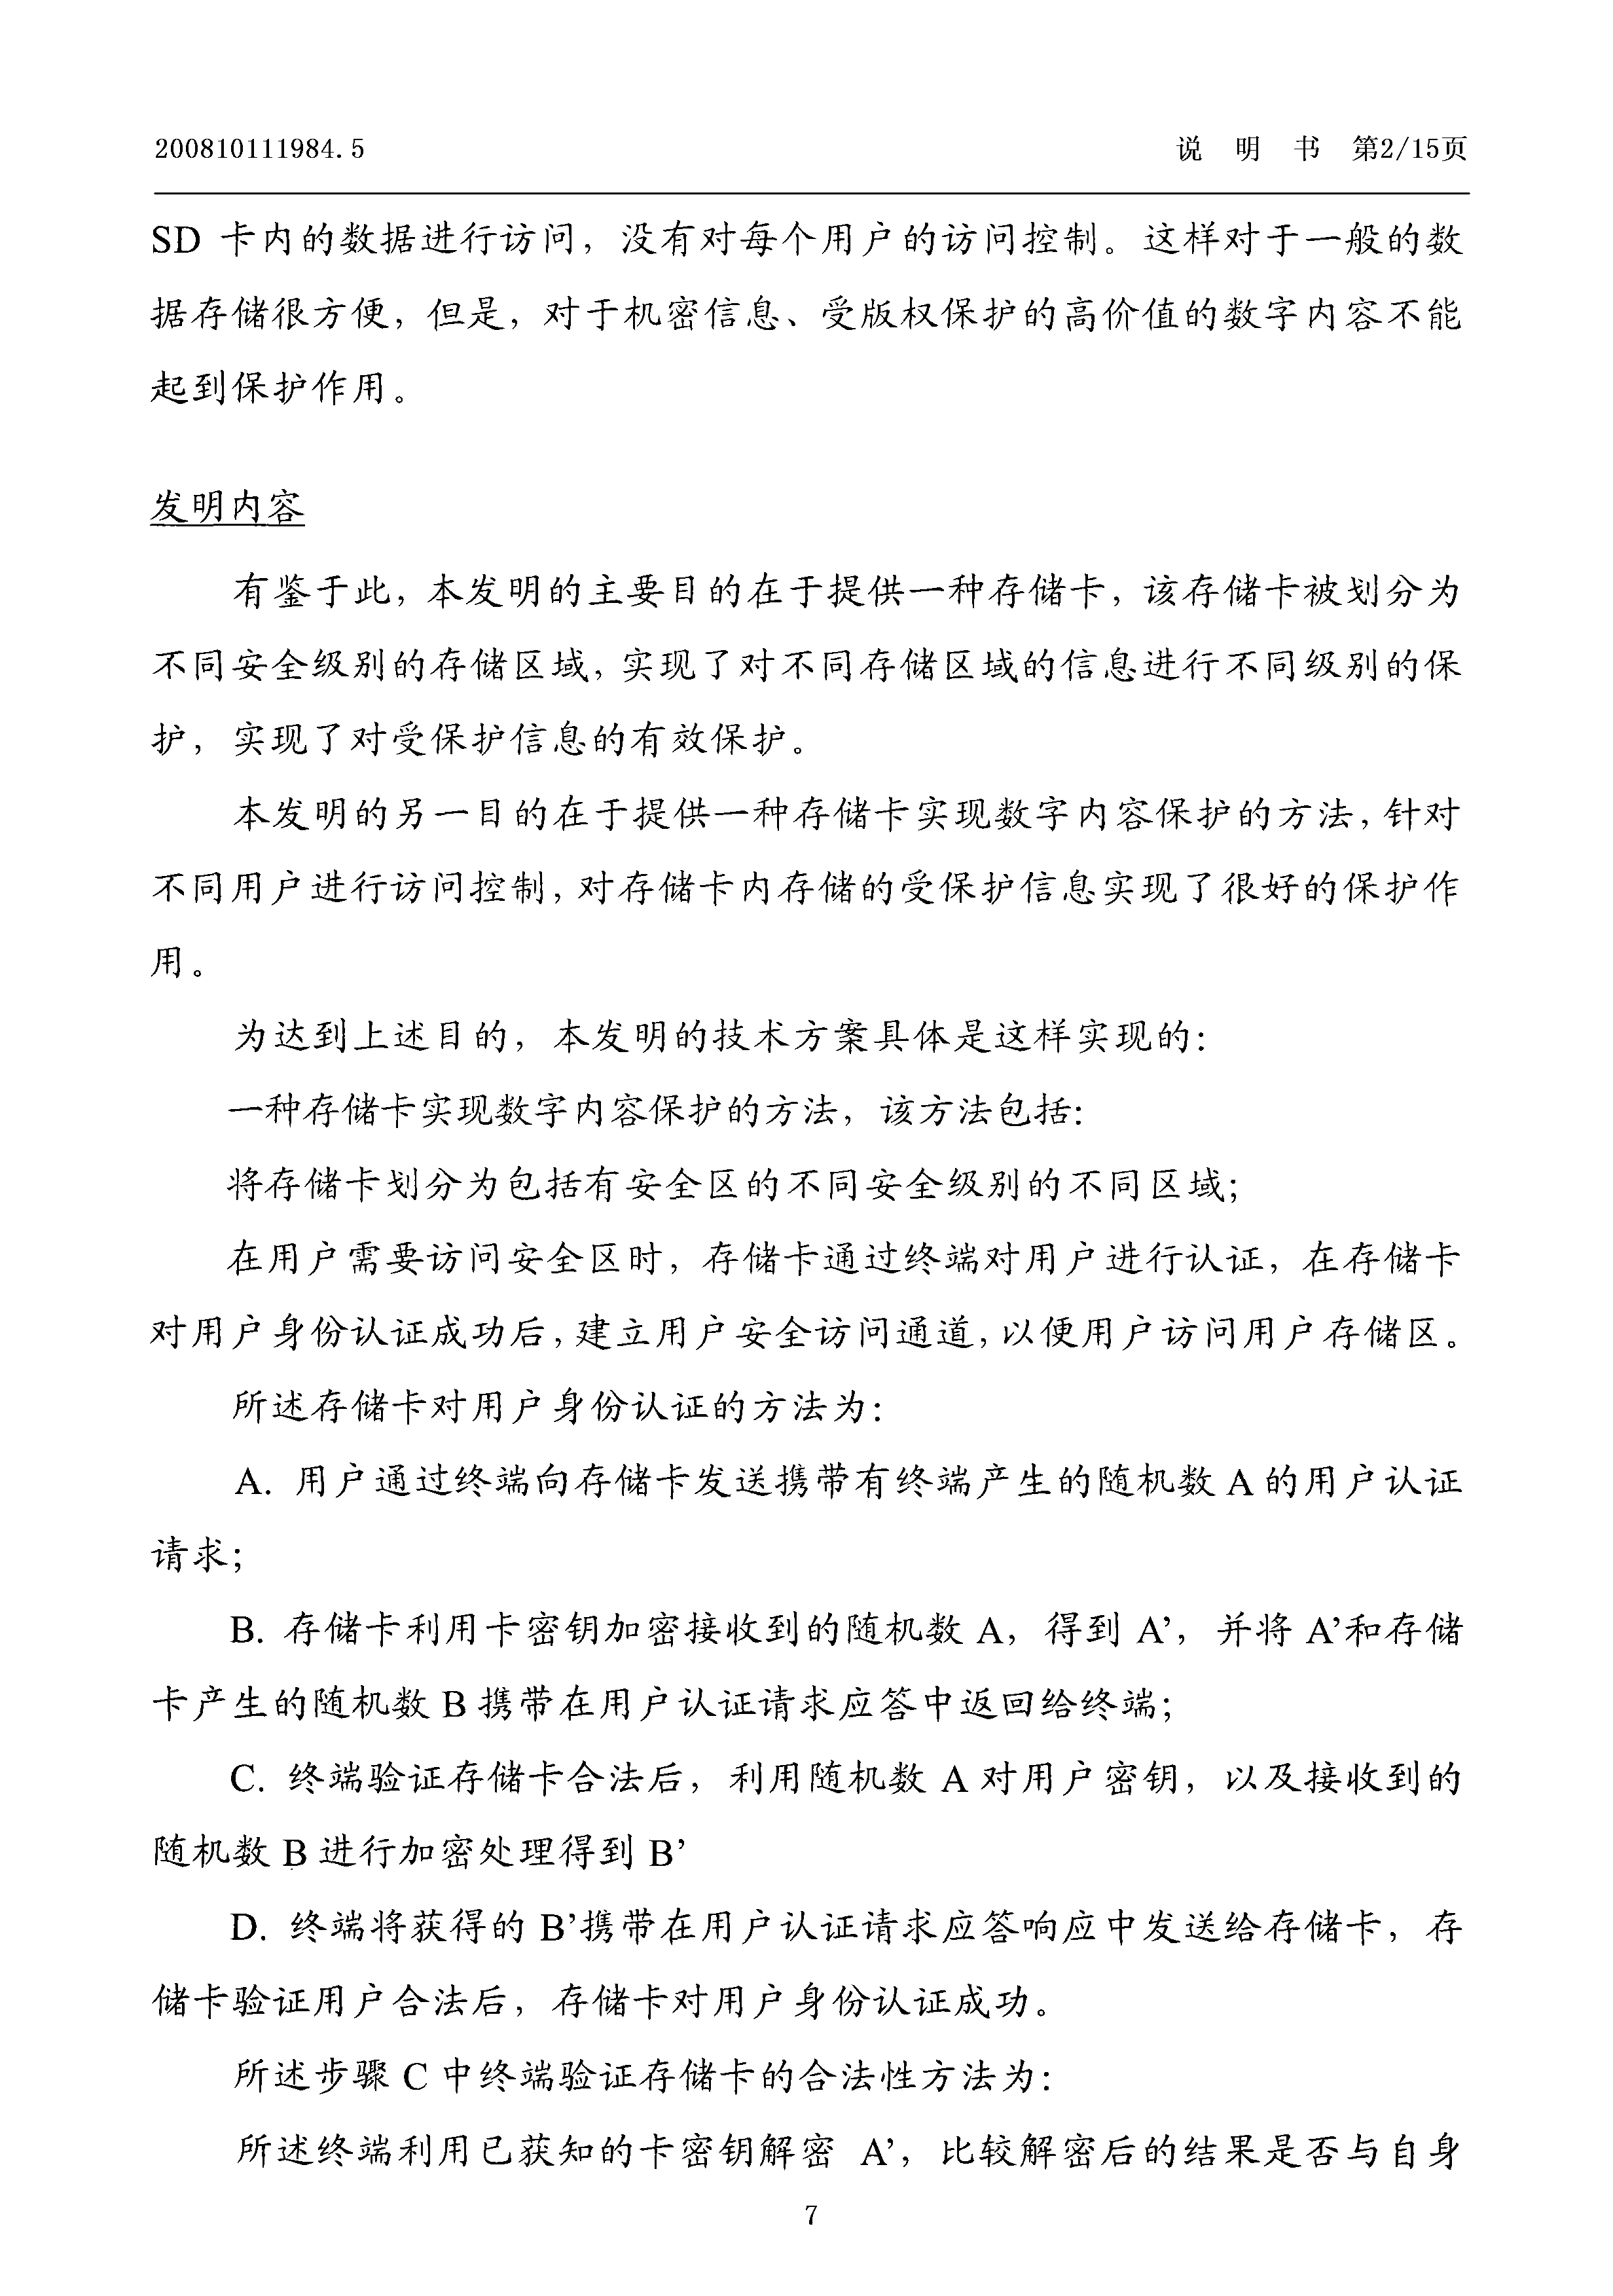 200810111984.5 说 明 书 第2/15页
SD 卡内的数据进行访问，没有对每个用户的访问控制。这样对于一般的数
据存储很方便，但是，对于机密信息、受版权保护的高价值的数字内容不能
起到保护作用。
发明内容
有鉴于此，本发明的主要目的在于提供一种存储卡，该存储卡被划分为
不同安全级别的存储区域，实现了对不同存储区域的信息进行不同级别的保
护，实现了对受保护信息的有效保护。
本发明的另一目的在于提供一种存储卡实现数字内容保护的方法，针对
不同用户进行访问控制，对存储卡内存储的受保护信息实现了很好的保护作
用。
为达到上述目的，本发明的技术方案具体是这样实现的：
一种存储卡实现数字内容保护的方法，该方法包括：
将存储卡划分为包括有安全区的不同安全级别的不同区域；
在用户需要访问安全区时，存储卡通过终端对用户进行认证，在存储卡
对用户身份认证成功后，建立用户安全访问通道，以便用户访问用户存储区。
所述存储卡对用户身份认证的方法为：
A. 用户通过终端向存储卡发送携带有终端产生的随机数 A 的用户认证
请求；
B. 存储卡利用卡密钥加密接收到的随机数 A，得到 A’，并将 A’和存储
卡产生的随机数 B 携带在用户认证请求应答中返回给终端；
C. 终端验证存储卡合法后，利用随机数 A 对用户密钥，以及接收到的
随机数 B 进行加密处理得到 B’
D. 终端将获得的 B’携带在用户认证请求应答响应中发送给存储卡，存
储卡验证用户合法后，存储卡对用户身份认证成功。
所述步骤 C 中终端验证存储卡的合法性方法为：
所述终端利用已获知的卡密钥解密 A’，比较解密后的结果是否与自身
7